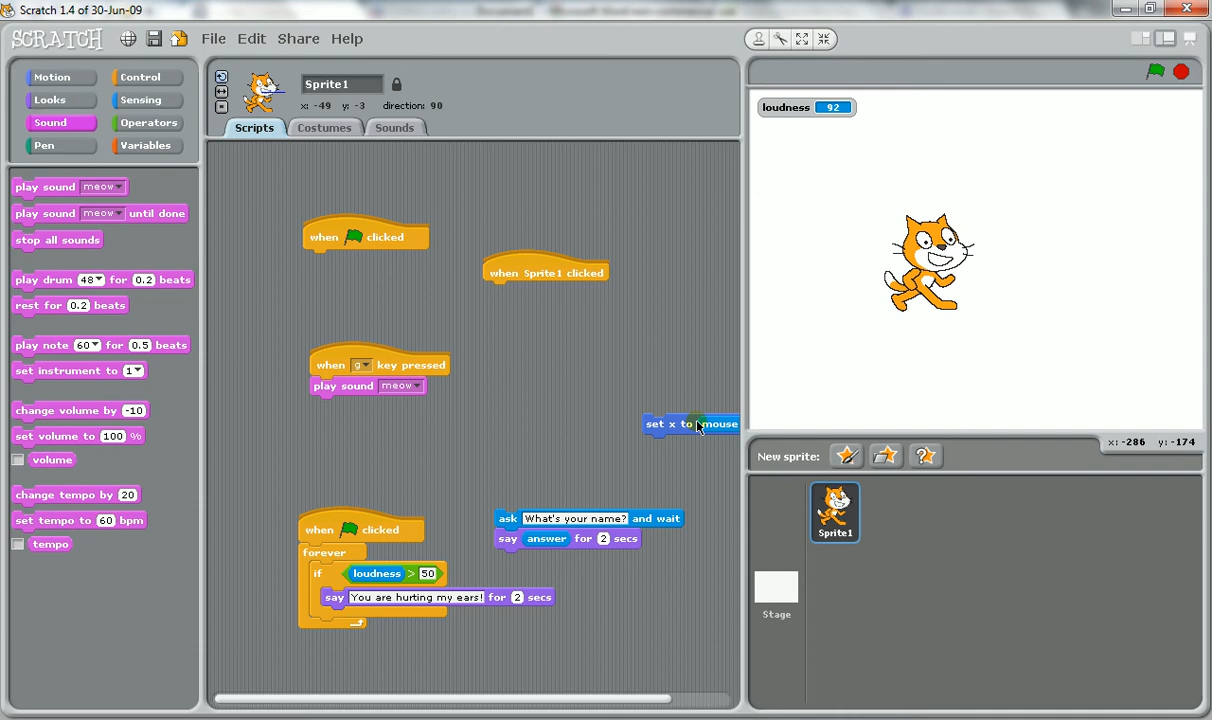 Scratch 1.4 of 30-Jun-09
SCRATCH File Edit Share Help
Motion Control
Looks Sensing
Sound Operators
Pen Variables
play sound meow
play sound meow until done
stop all sounds
play drum 48 for 0.2 beats
rest for 0.2 beats
play note 60 for 0.5 beats
set instrument to 1
change volume by -10
set volume to 100 %
volume
change tempo by 20
set tempo to 60 bpm
tempo
Sprite1
x: -49 y: -3 direction: 90
Scripts Costumes Sounds
when clicked
when Sprite1 clicked
when g key pressed
play sound meow
set x to mouse
when clicked
forever
if loudness > 50
say You are hurting my ears! for 2 secs
ask What's your name? and wait
say answer for 2 secs
loudness 92
x: -286 y: -174
New sprite:
Sprite1
Stage